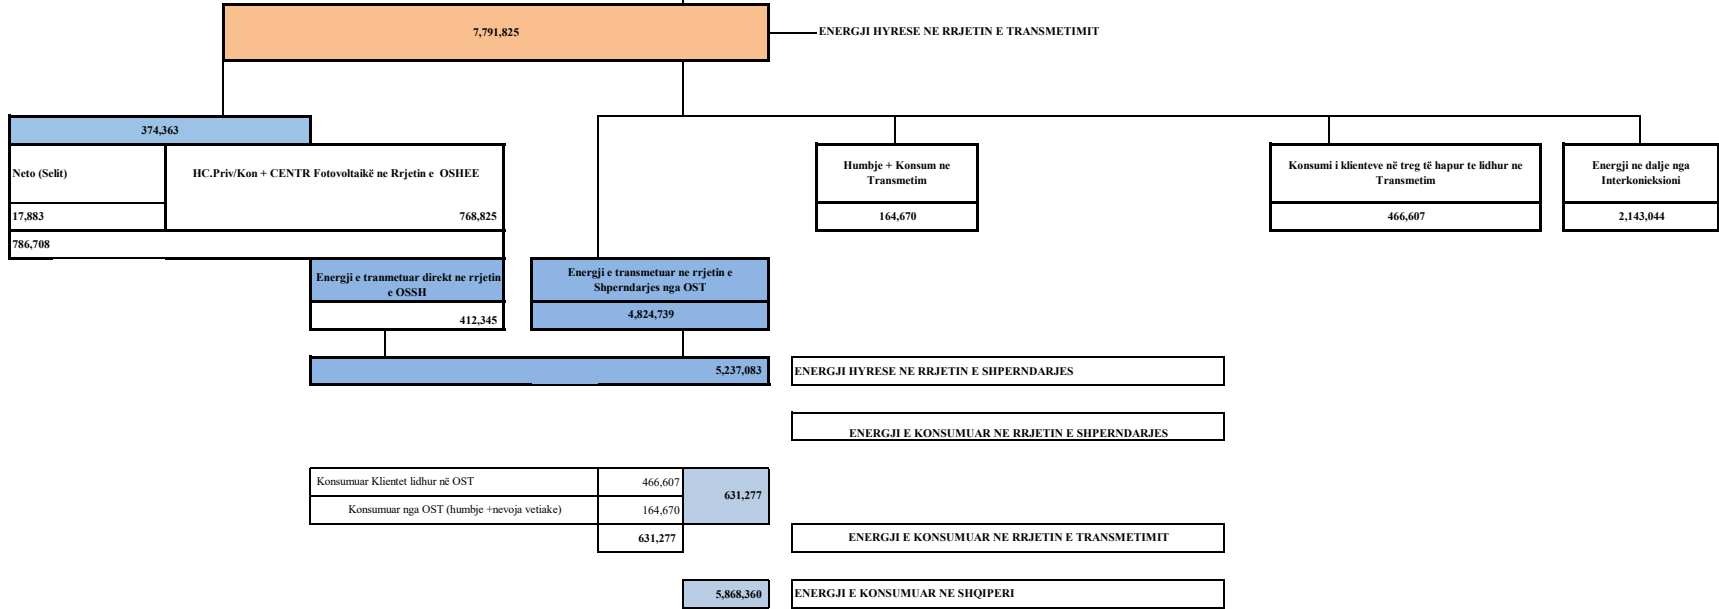 7,791,825
ENERGJI HYRESE NE RRJETIN E TRANSMETIMIT
374,363
Neto (Selit)
HC.Priv/Kon + CENTR Fotovoltaikë ne Rrjetin e OSHEE
17,883
768,825
786,708
Humbje + Konsum ne
Transmetim
164,670
Konsumi i klienteve në treg të hapur te lidhur ne
Transmetim
466,607
Energji ne dalje nga
Interkonieksioni
2,143,044
Energji e tranmetuar direkt ne rrjetin
e OSSH
412,345
Energji e transmetuar ne rrjetin e
Shperndarjes nga OST
4,824,739
5,237,083
ENERGJI HYRESE NE RRJETIN E SHPERNDARJES
ENERGJI E KONSUMUAR NE RRJETIN E SHPERNDARJES
Konsumuar Klientet lidhur në OST
466,607
631,277
Konsumuar nga OST (humbje +nevoja vetiake)
164,670
631,277
ENERGJI E KONSUMUAR NE RRJETIN E TRANSMETIMIT
5,868,360
ENERGJI E KONSUMUAR NE SHQIPERI